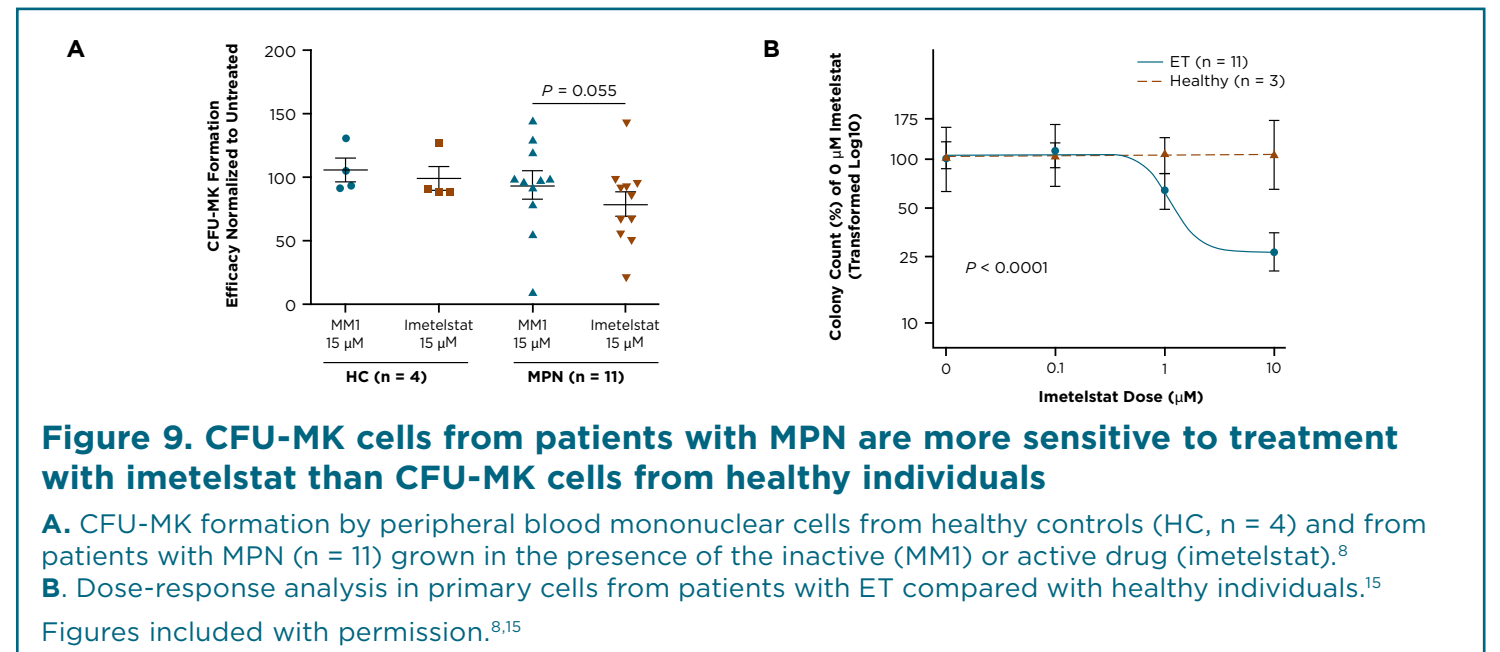 A
CFU-MK Formation
Efficacy Normalized to Untreated
200
150
100
50
0
P = 0.055
MM1
15 µM
Imetelstat
15 µM
MM1
15 µM
Imetelstat
15 µM
HC (n = 4)
MPN (n = 11)
B
Colony Count (%) of 0 µM Imetelstat
(Transformed Log10)
175
100
50
25
10
ET (n = 11)
Healthy (n = 3)
P < 0.0001
0
0.1
1
10
Imetelstat Dose (µM)
Figure 9. CFU-MK cells from patients with MPN are more sensitive to treatment
with imetelstat than CFU-MK cells from healthy individuals
A. CFU-MK formation by peripheral blood mononuclear cells from healthy controls (HC, n = 4) and from
patients with MPN (n = 11) grown in the presence of the inactive (MM1) or active drug (imetelstat).8
B. Dose-response analysis in primary cells from patients with ET compared with healthy individuals.15
Figures included with permission.8,15